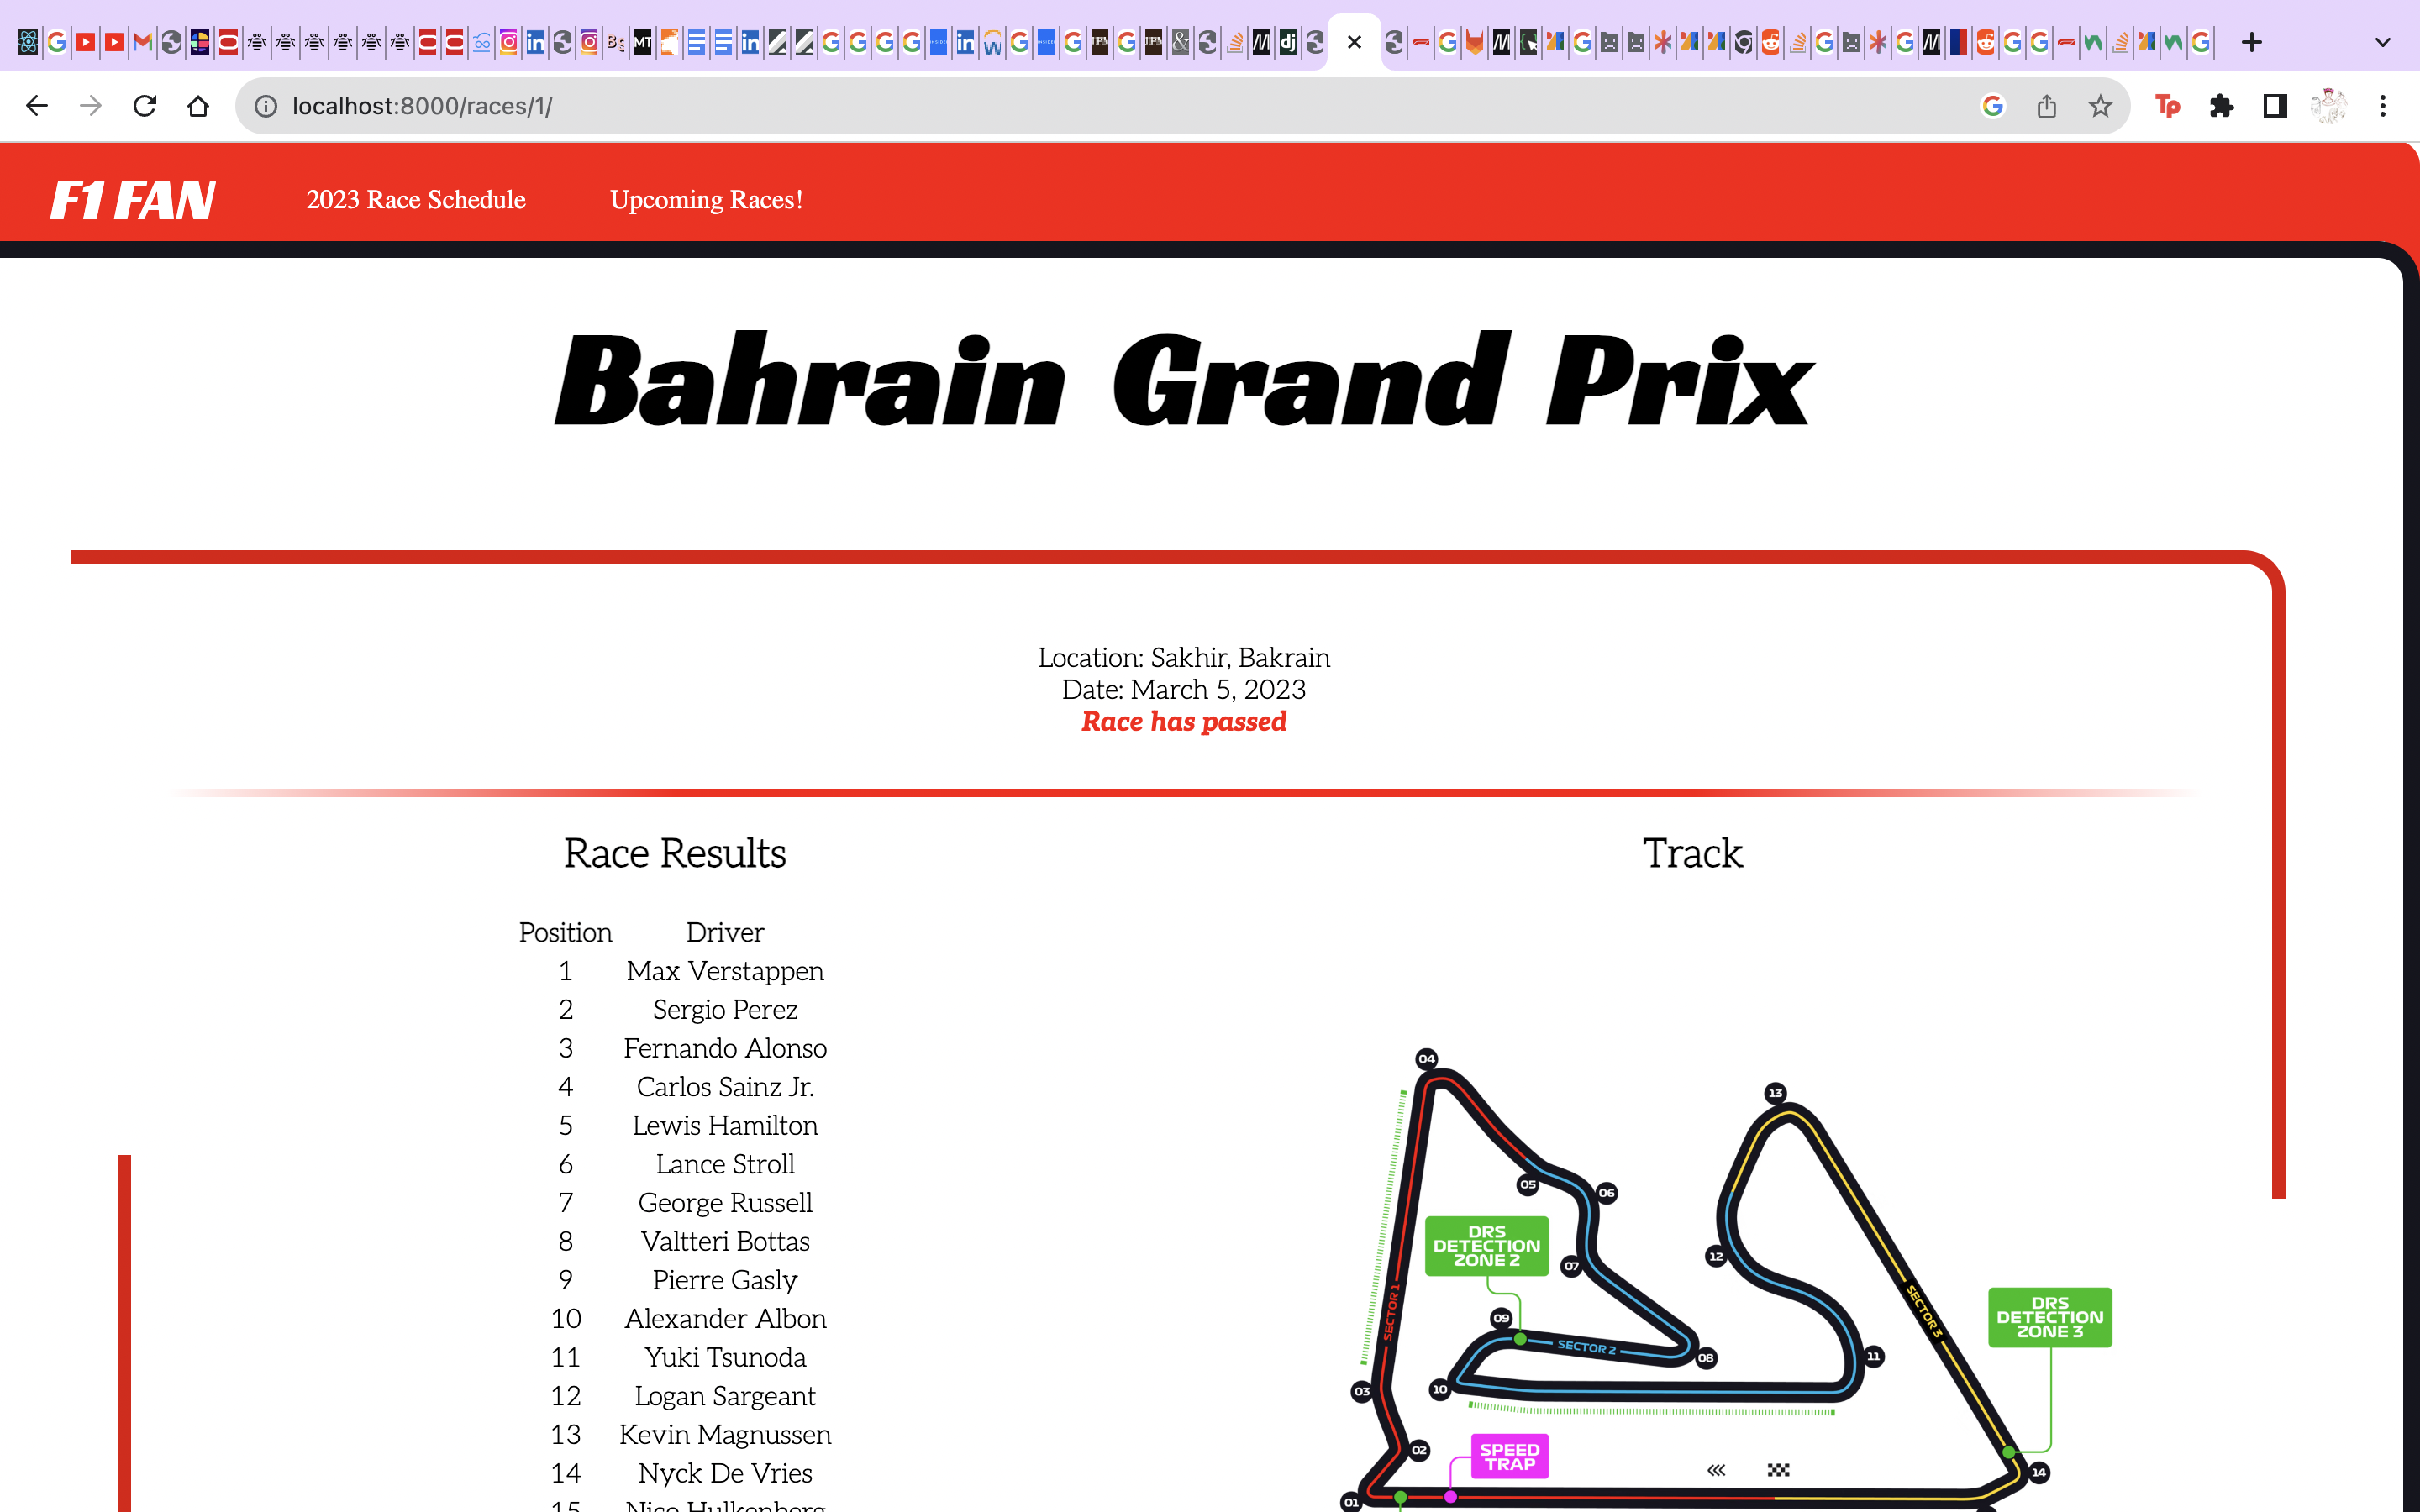 localhost:8000/races/1/
F1 FAN
2023 Race Schedule
Upcoming Races!
Bahrain Grand Prix
Location: Sakhir, Bakrain
Date: March 5, 2023
Race has passed
Race Results
Position Driver
1 Max Verstappen
2 Sergio Perez
3 Fernando Alonso
4 Carlos Sainz Jr.
5 Lewis Hamilton
6 Lance Stroll
7 George Russell
8 Valtteri Bottas
9 Pierre Gasly
10 Alexander Albon
11 Yuki Tsunoda
12 Logan Sargeant
13 Kevin Magnussen
14 Nyck De Vries
15 Nico Hulkenberg
Track
04
13
05
06
DRS
DETECTION
ZONE 2
07
12
SECTOR 1
09
SECTOR 2
08
SECTOR 3
DRS
DETECTION
ZONE 3
11
03
10
02
SPEED
TRAP
14
01